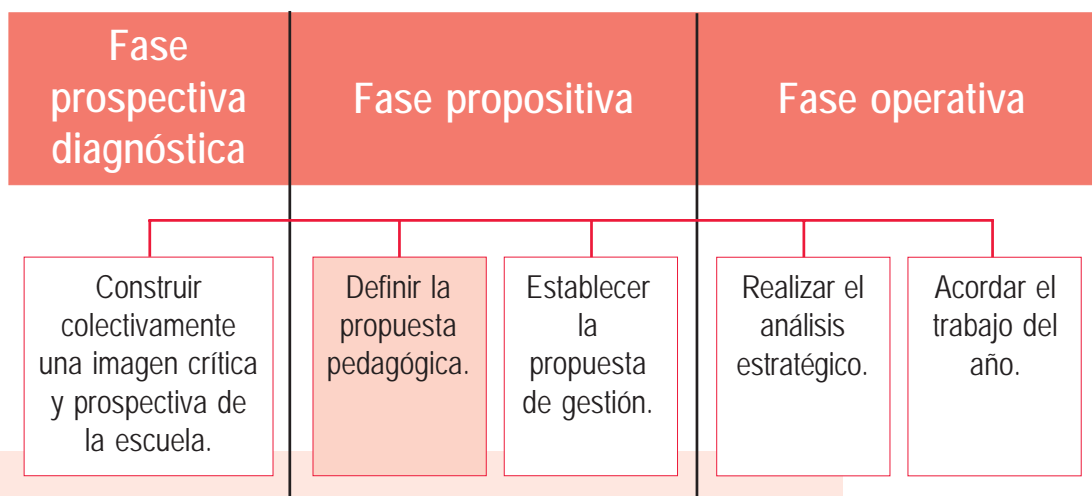 Fase
prospectiva
diagnóstica
Fase propositiva
Fase operativa
Construir
colectivamente
una imagen crítica
y prospectiva de
la escuela.
Definir la
propuesta
pedagógica.
Establecer
la
propuesta
de gestión.
Realizar el
análisis
estratégico.
Acordar el
trabajo del
año.